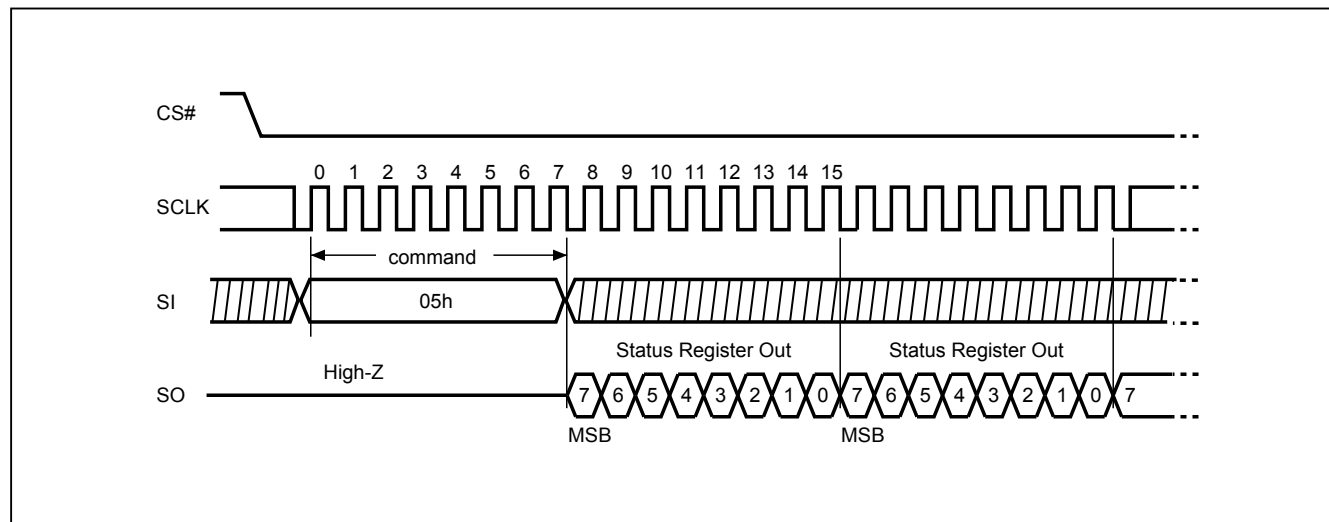 CS#
0 1 2 3 4 5 6 7 8 9 10 11 12 13 14 15
SCLK
command
SI
05h
Status Register Out Status Register Out
High-Z
SO
7 6 5 4 3 2 1 0 7 6 5 4 3 2 1 0 7
MSB MSB